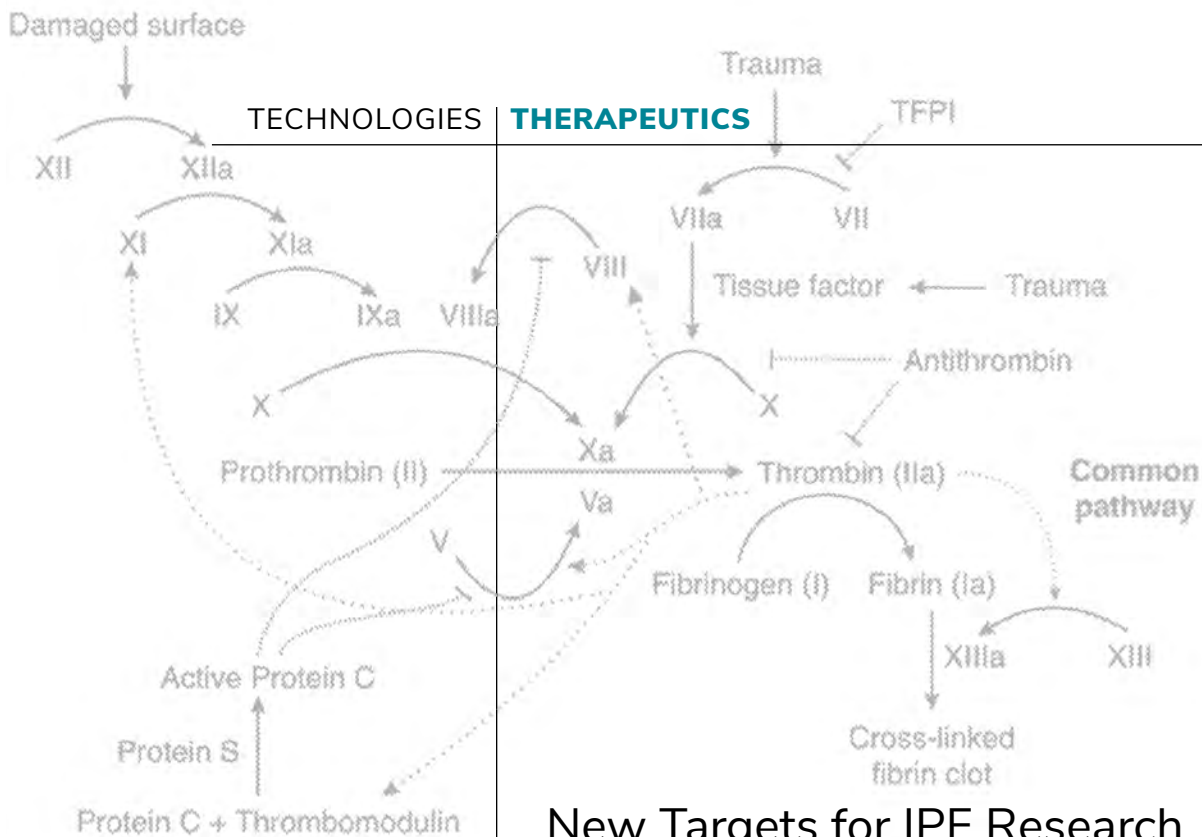 Damaged surface
Trauma
TECHNOLOGIES THERAPEUTICS
TFPI
XII XIIa
VIIa VII
XI XIa
VIII
Tissue factor Trauma
IX IXa VIIIa
Antithrombin
X X
Xa
Prothrombin (II) Thrombin (IIa) Common
pathway
Va
V
Fibrinogen (I) Fibrin (Ia)
XIIIa XIII
Active Protein C
Cross-linked
fibrin clot
Protein S
Protein C + Thrombomodulin
New Targets for IPF Research